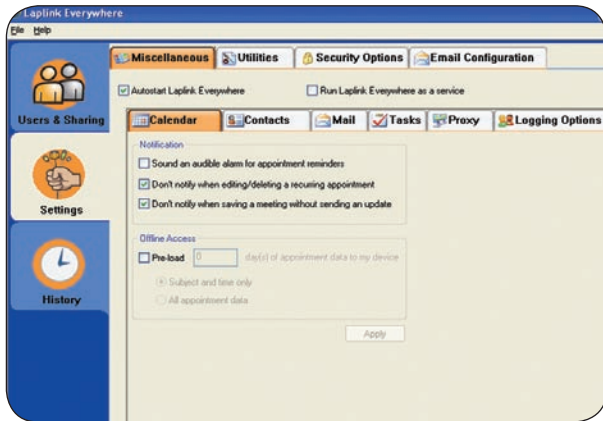 Laplink Everywhere
File Help
Miscellaneous Utilities Security Options Email Configuration
Autostart Laplink Everywhere Run Laplink Everywhere as a service
Users & Sharing
Calendar Contacts Mail Tasks Proxy Logging Options
Notification
Sound an audible alarm for appointment reminders
Don't notify when editing/deleting a recurring appointment
Don't notify when saving a meeting without sending an update
Settings
Offline Access
Pre-load 0 day(s) of appointment data to my device
Subject and time only
All appointment data
History
Apply